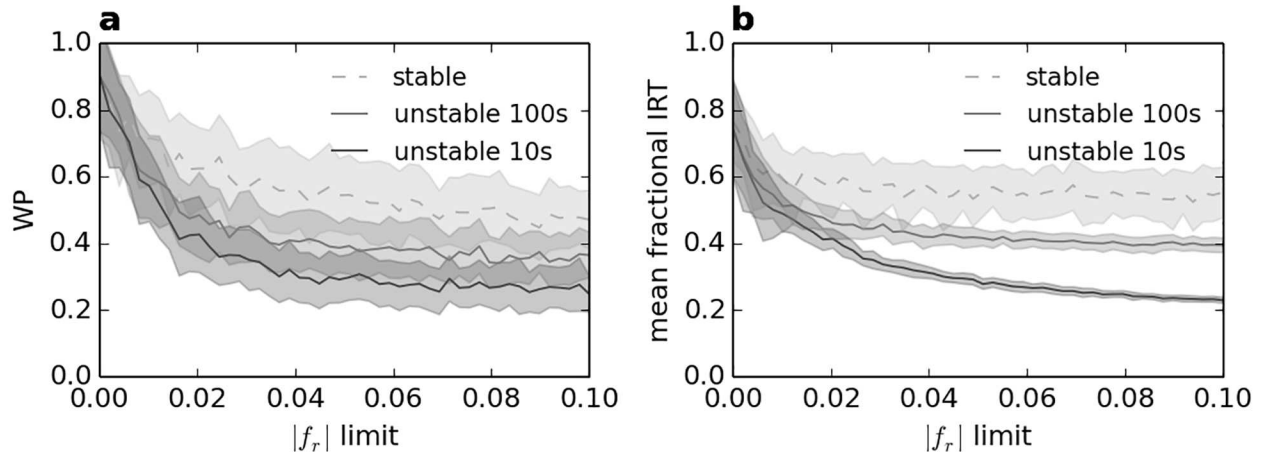 a
WP
1.0
0.8
0.6
0.4
0.2
0.0
0.00 0.02 0.04 0.06 0.08 0.10
|f_r| limit
stable
unstable 100s
unstable 10s
b
mean fractional IRT
1.0
0.8
0.6
0.4
0.2
0.0
0.00 0.02 0.04 0.06 0.08 0.10
|f_r| limit
stable
unstable 100s
unstable 10s